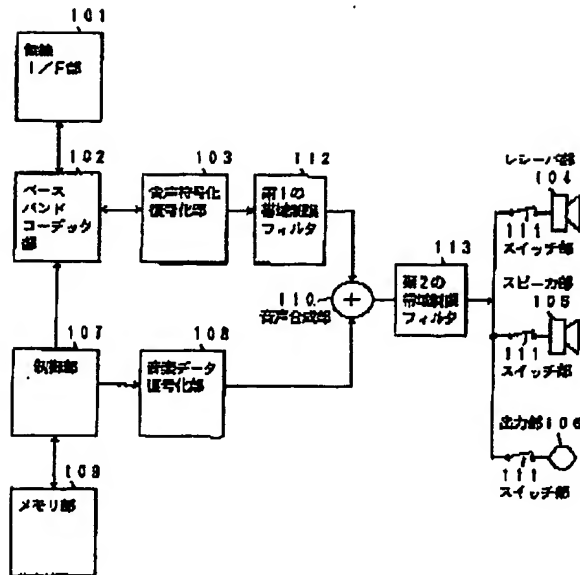 101
無線
I/F部
102
ベース
バンド
コーデック
部
103
音声符号化
復号化部
112
第1の
帯域制限
フィルタ
110
音声合成部
113
第2の
帯域制限
フィルタ
レシーバ部
104
111
スイッチ部
スピーカ部
105
111
スイッチ部
出力部106
111
スイッチ部
107
制御部
108
音楽データ
復号化部
109
メモリ部